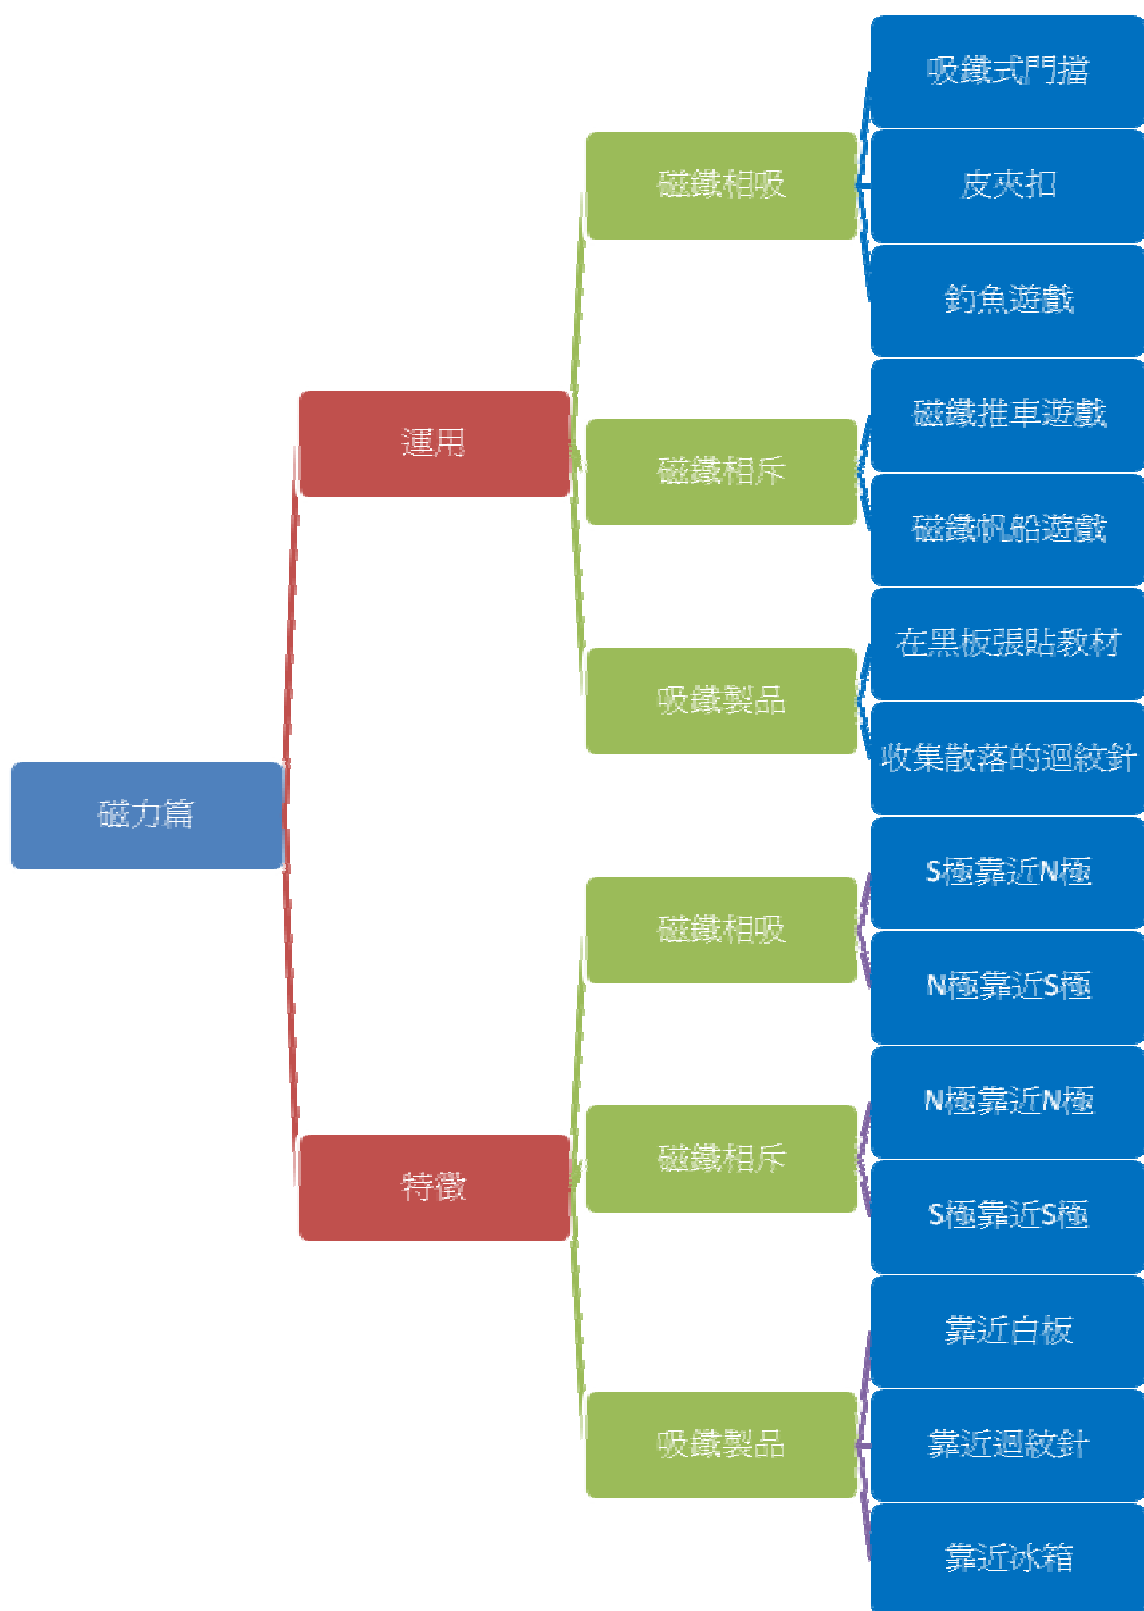 磁力篇
運用
磁鐵相吸
吸鐵式門擋
皮夾扣
釣魚遊戲
磁鐵相斥
磁鐵推車遊戲
磁鐵帆船遊戲
吸鐵製品
在黑板張貼教材
收集散落的迴紋針
特徵
磁鐵相吸
S極靠近N極
N極靠近S極
磁鐵相斥
N極靠近N極
S極靠近S極
吸鐵製品
靠近白板
靠近迴紋針
靠近冰箱